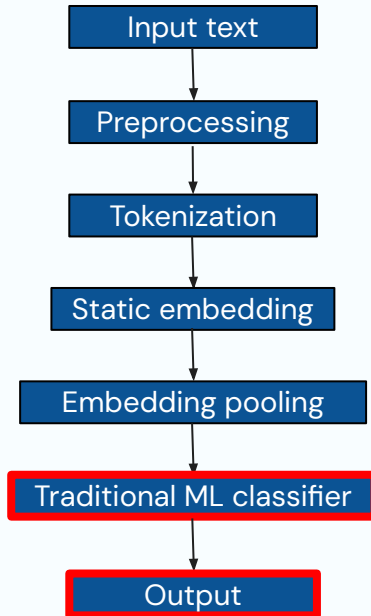 Input text
Preprocessing
Tokenization
Static embedding
Embedding pooling
Traditional ML classifier
Output